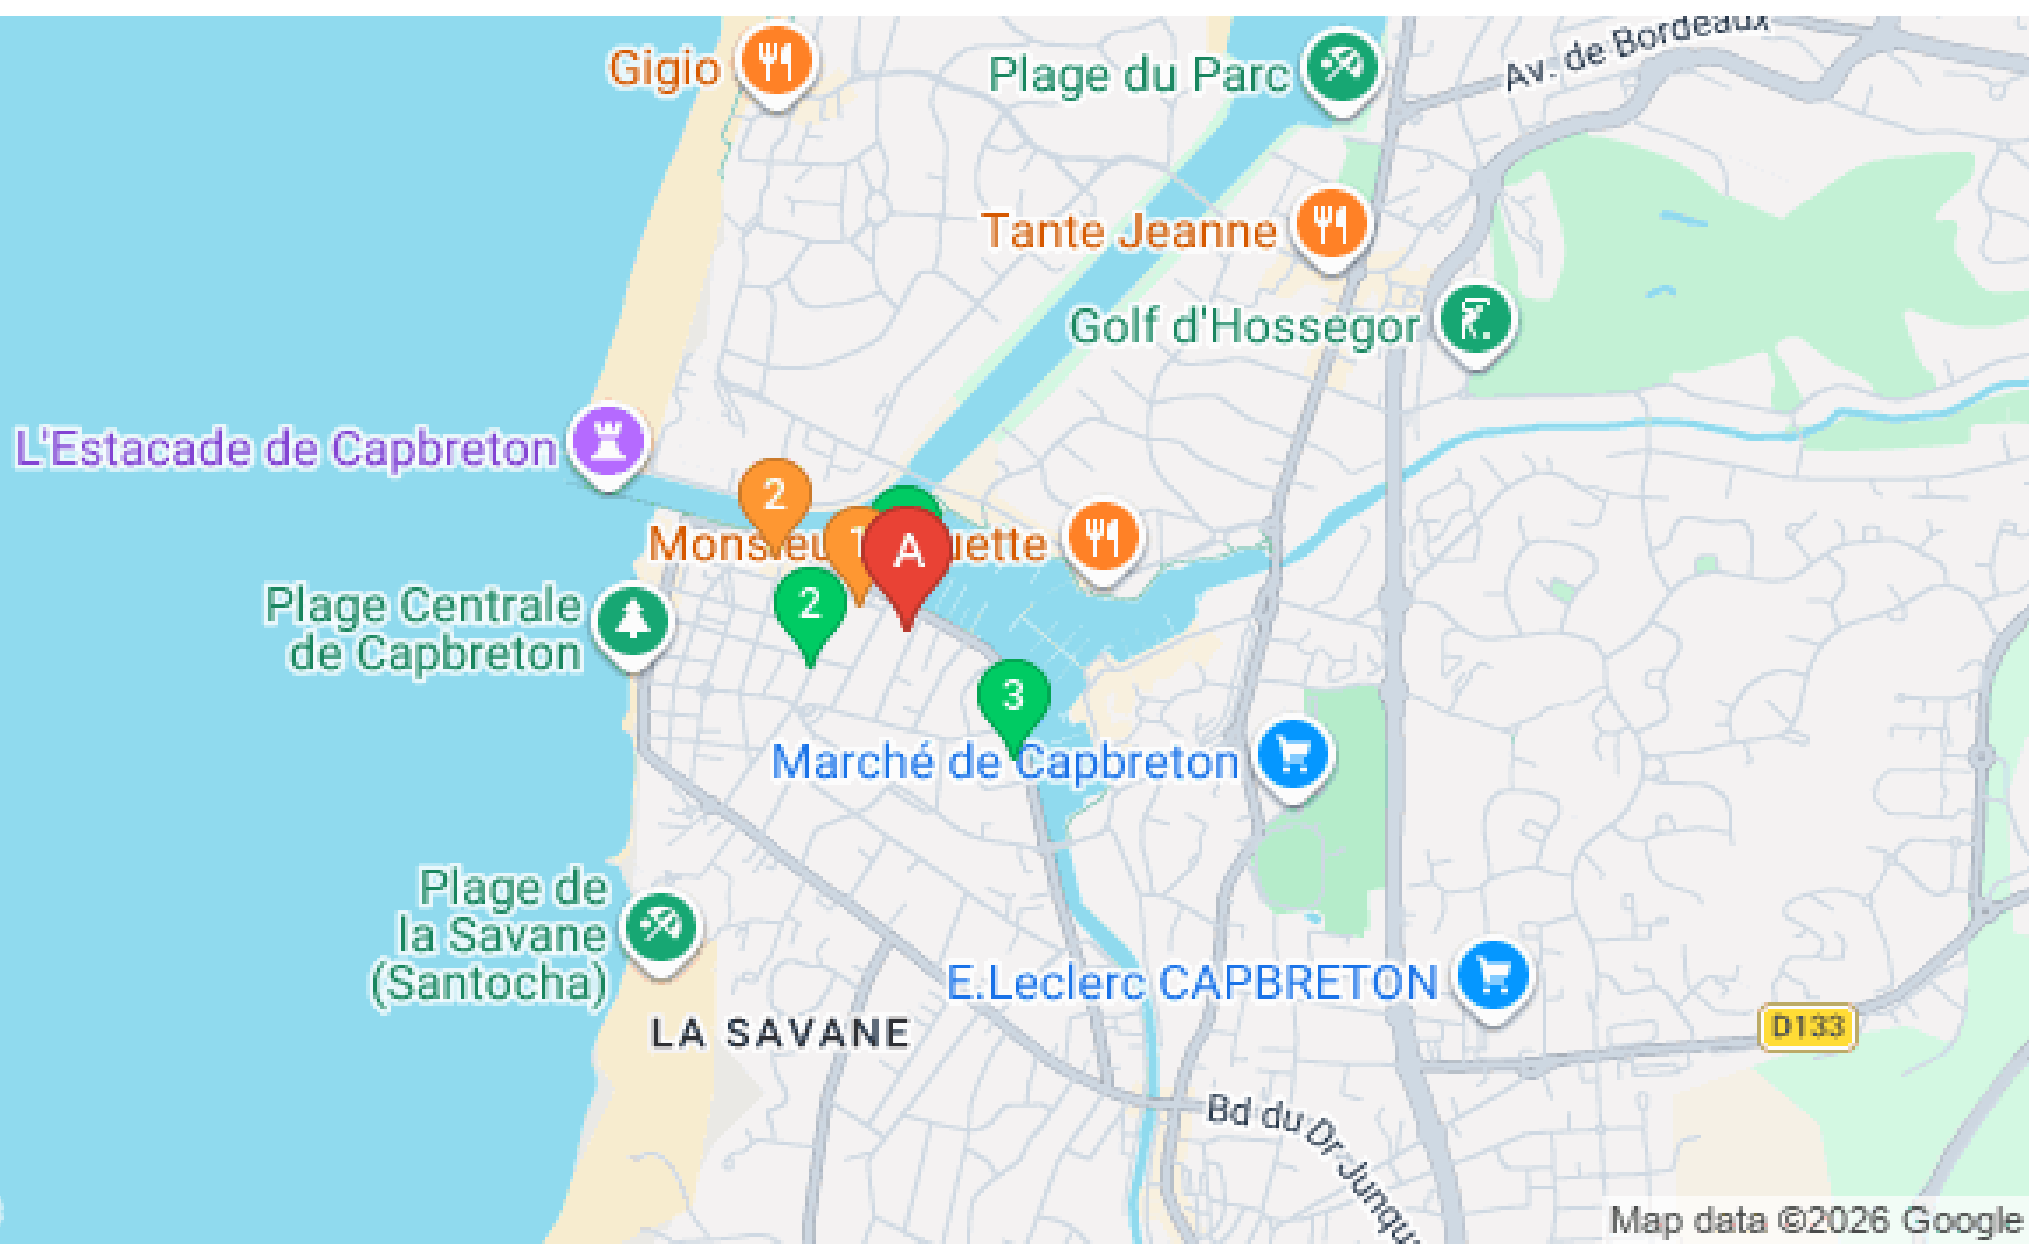 Gigio
Plage du Parc
Av. de Bordeaux
Tante Jeanne
Golf d'Hossegor
L'Estacade de Capbreton
2
1
A
2
Plage Centrale
de Capbreton
3
Marché de Capbreton
Plage de
la Savane
(Santocha)
E.Leclerc CAPBRETON
LA SAVANE
D133
Bd du Dr Junqu
Map data ©2026 Google